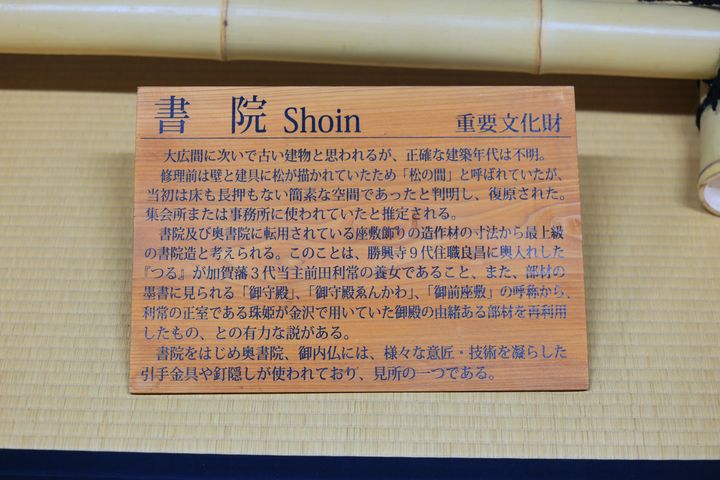 書院 Shoin 重要文化財
大広間に次いで古い建物と思われるが、正確な建築年代は不明。
修理前は壁と建具に松が描かれていたため「松の間」と呼ばれていたが、
当初は床も長押もない簡素な空間であったと判明し、復原された。
集会所または事務所に使われていたと推定される。
書院及び奥書院に転用されている座敷飾りの造作材の寸法から最上級
の書院造と考えられる。このことは、勝興寺9代住職良昌に輿入れした
『つる』が加賀藩3代当主前田利常の養女であること、また、部材の
墨書に見られる「御守殿」、「御守殿ゑんかわ」、「御前座敷」の呼称から、
利常の正室である珠姫が金沢で用いていた御殿の由緒ある部材を再利用
したもの、との有力な説がある。
書院をはじめ奥書院、御内仏には、様々な意匠・技術を凝らした
引手金具や釘隠しが使われており、見所の一つである。